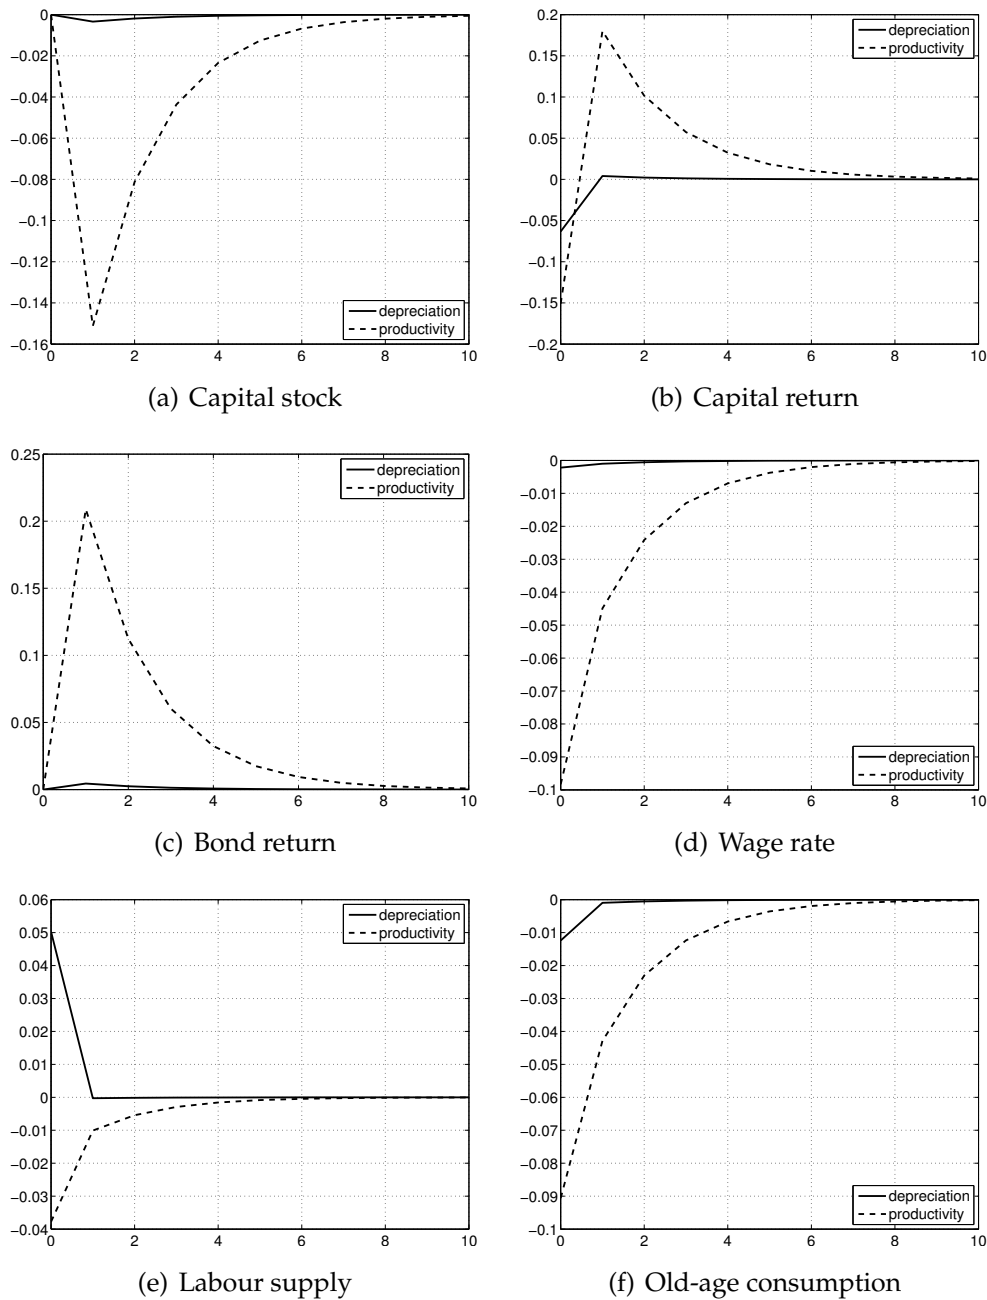 0
−0.02
−0.04
−0.06
−0.08
−0.1
−0.12
−0.14
−0.16
0 2 4 6 8 10
depreciation
productivity
(a) Capital stock
0.2
0.15
0.1
0.05
0
−0.05
−0.1
−0.15
−0.2
0 2 4 6 8 10
depreciation
productivity
(b) Capital return
0.25
0.2
0.15
0.1
0.05
0
0 2 4 6 8 10
depreciation
productivity
(c) Bond return
0
−0.01
−0.02
−0.03
−0.04
−0.05
−0.06
−0.07
−0.08
−0.09
−0.1
0 2 4 6 8 10
depreciation
productivity
(d) Wage rate
0.06
0.05
0.04
0.03
0.02
0.01
0
−0.01
−0.02
−0.03
−0.04
0 2 4 6 8 10
depreciation
productivity
(e) Labour supply
0
−0.01
−0.02
−0.03
−0.04
−0.05
−0.06
−0.07
−0.08
−0.09
−0.1
0 2 4 6 8 10
depreciation
productivity
(f) Old-age consumption